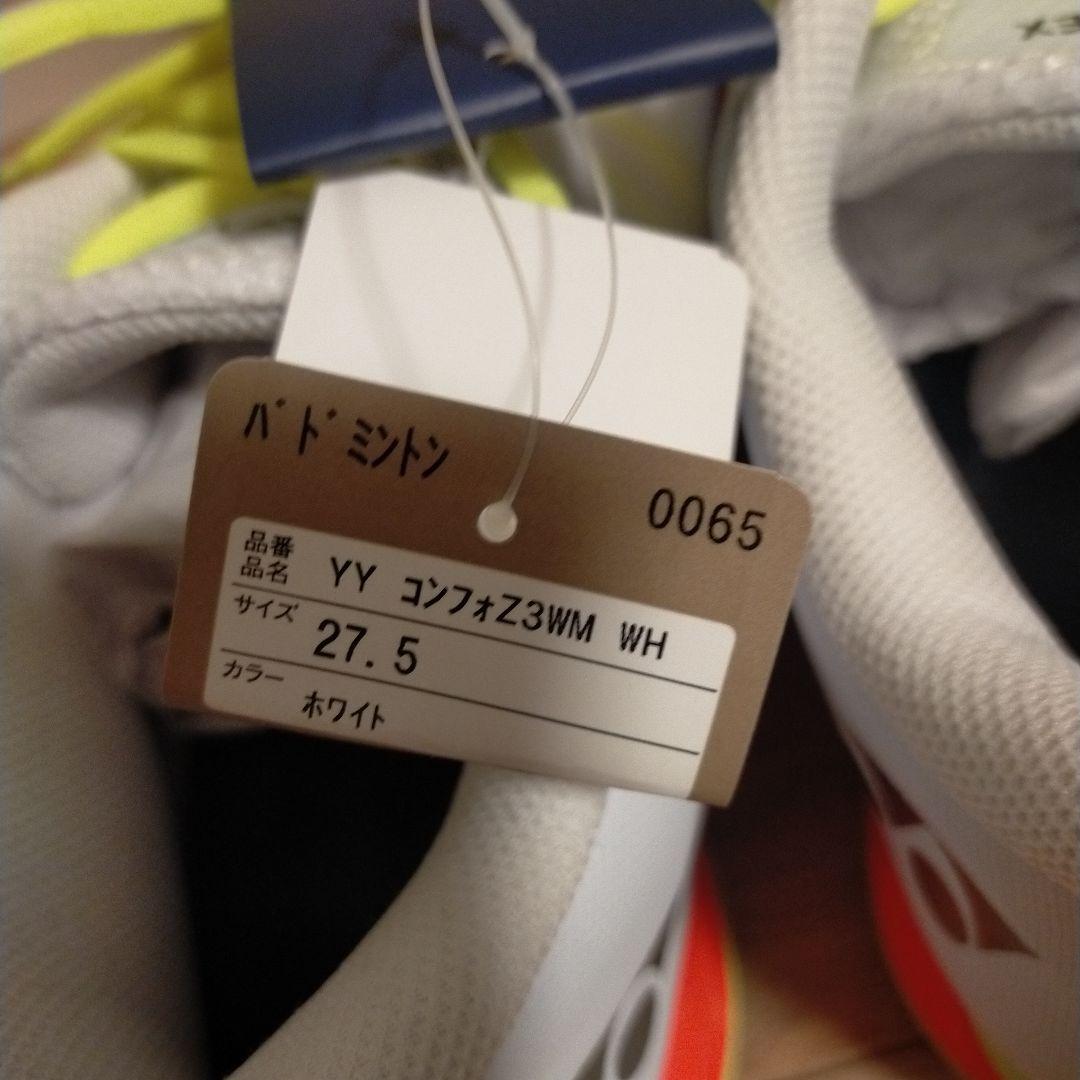 ﾊﾞﾄﾞﾐﾝﾄﾝ
0065
品番
品名 YY ｺﾝﾌｫZ3WM WH
サイズ 27.5
カラー ﾎﾜｲﾄ